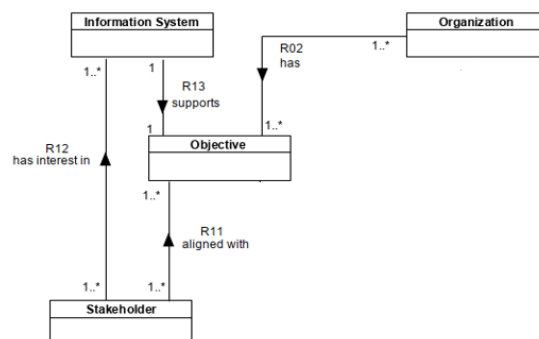 Information System
Organization
1..*
1
R02
has
1..*
R13
supports
1
1..*
Objective
R12
has interest in
1..*
R11
aligned with
1..*
1..*
Stakeholder